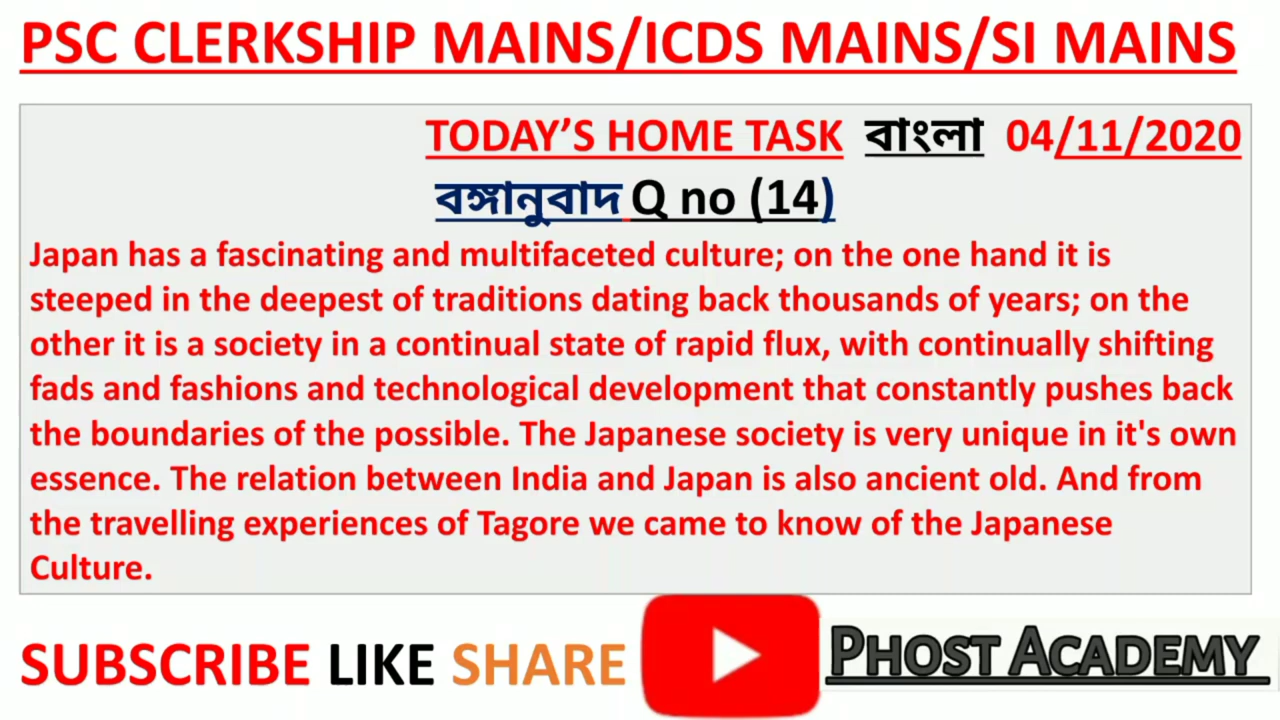 PSC CLERKSHIP MAINS/ICDS MAINS/SI MAINS
TODAY'S HOME TASK বাংলা 04/11/2020
বঙ্গানুবাদ Q no (14)
Japan has a fascinating and multifaceted culture; on the one hand it is
steeped in the deepest of traditions dating back thousands of years; on the
other it is a society in a continual state of rapid flux, with continually shifting
fads and fashions and technological development that constantly pushes back
the boundaries of the possible. The Japanese society is very unique in it's own
essence. The relation between India and Japan is also ancient old. And from
the travelling experiences of Tagore we came to know of the Japanese
Culture.
SUBSCRIBE LIKE SHARE PHOST ACADEMY